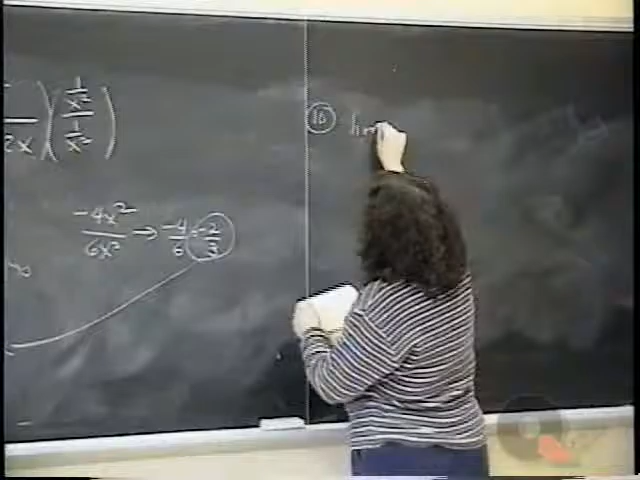 2x ) ( 1/x² / 1/x² )
-4x² / 6x² → -4/6 = -2/3
∞
16 lim